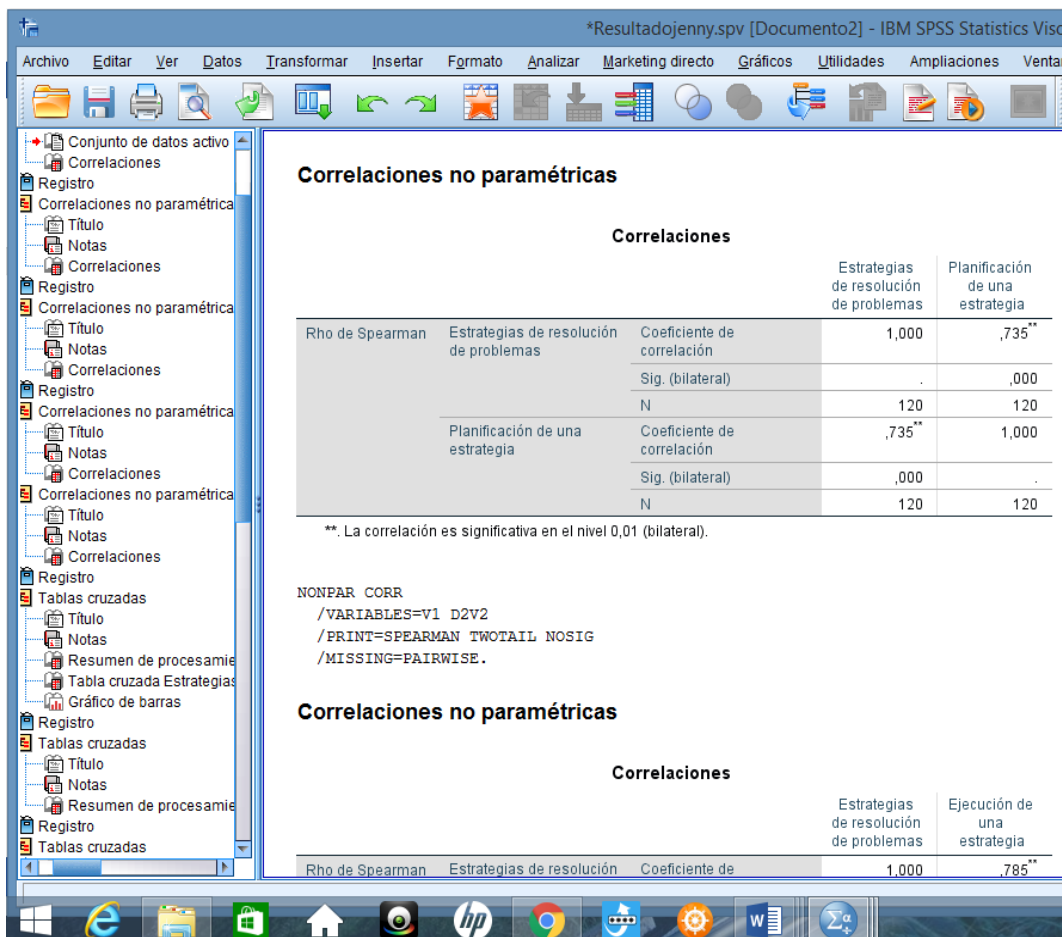 *Resultadojenny.spv [Documento2] - IBM SPSS Statistics Visc
Archivo Editar Ver Datos Transformar Insertar Formato Analizar Marketing directo Gráficos Utilidades Ampliaciones Venta
Conjunto de datos activo
Correlaciones
Registro
Correlaciones no paramétrica
Título
Notas
Correlaciones
Registro
Correlaciones no paramétrica
Título
Notas
Correlaciones
Registro
Correlaciones no paramétrica
Título
Notas
Correlaciones
Correlaciones no paramétrica
Título
Notas
Correlaciones
Registro
Tablas cruzadas
Título
Notas
Resumen de procesamie
Tabla cruzada Estrategias
Gráfico de barras
Registro
Tablas cruzadas
Título
Notas
Resumen de procesamie
Registro
Tablas cruzadas
Correlaciones no paramétricas
Correlaciones
Estrategias de resolución de problemas Planificación de una estrategia
Rho de Spearman Estrategias de resolución de problemas Coeficiente de correlación 1,000 ,735**
Sig. (bilateral) . ,000
N 120 120
Planificación de una estrategia Coeficiente de correlación ,735** 1,000
Sig. (bilateral) ,000 .
N 120 120
**. La correlación es significativa en el nivel 0,01 (bilateral).
NONPAR CORR
/VARIABLES=V1 D2V2
/PRINT=SPEARMAN TWOTAIL NOSIG
/MISSING=PAIRWISE.
Correlaciones no paramétricas
Correlaciones
Estrategias de resolución de problemas Ejecución de una estrategia
Rho de Spearman Estrategias de resolución Coeficiente de 1,000 ,785**
hp
W
Σα